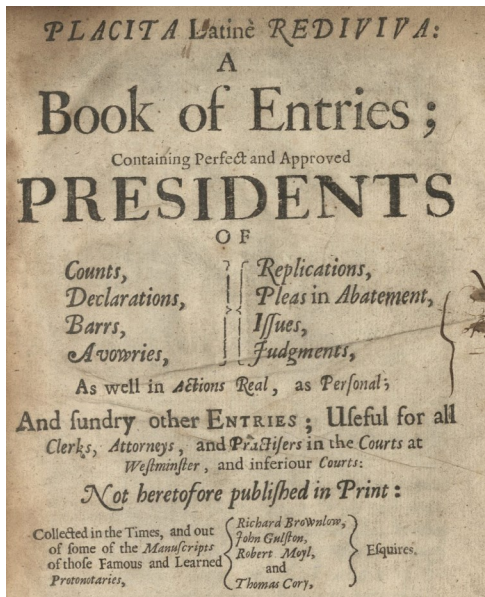 PLACITA Latinè REDIVIVA:
A
Book of Entries;
Containing Perfect and Approved
PRESIDENTS
OF
Counts,
Declarations,
Barrs,
Avowries,
Replications,
Pleas in Abatement,
Iſſues,
Judgments,
As well in Actions Real, as Perſonal;
And ſundry other ENTRIES; Uſeful for all
Clerks, Attorneys, and Practiſers in the Courts at
Weſtminſter, and inferiour Courts:
Not heretofore publiſhed in Print:
Collected in the Times, and out
of ſome of the Manuſcripts
of thoſe Famous and Learned
Protonotaries,
Richard Brownlow,
John Gulſton,
Robert Moyl,
and
Thomas Cory,
Eſquires.